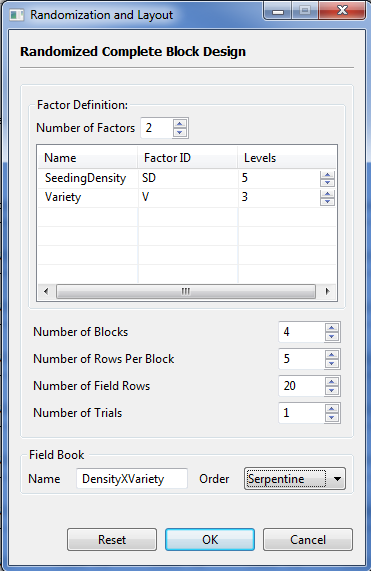 Randomization and Layout
Randomized Complete Block Design
Factor Definition:
Number of Factors 2
Name Factor ID Levels
SeedingDensity SD 5
Variety V 3
Number of Blocks 4
Number of Rows Per Block 5
Number of Field Rows 20
Number of Trials 1
Field Book
Name DensityXVariety Order Serpentine
Reset OK Cancel